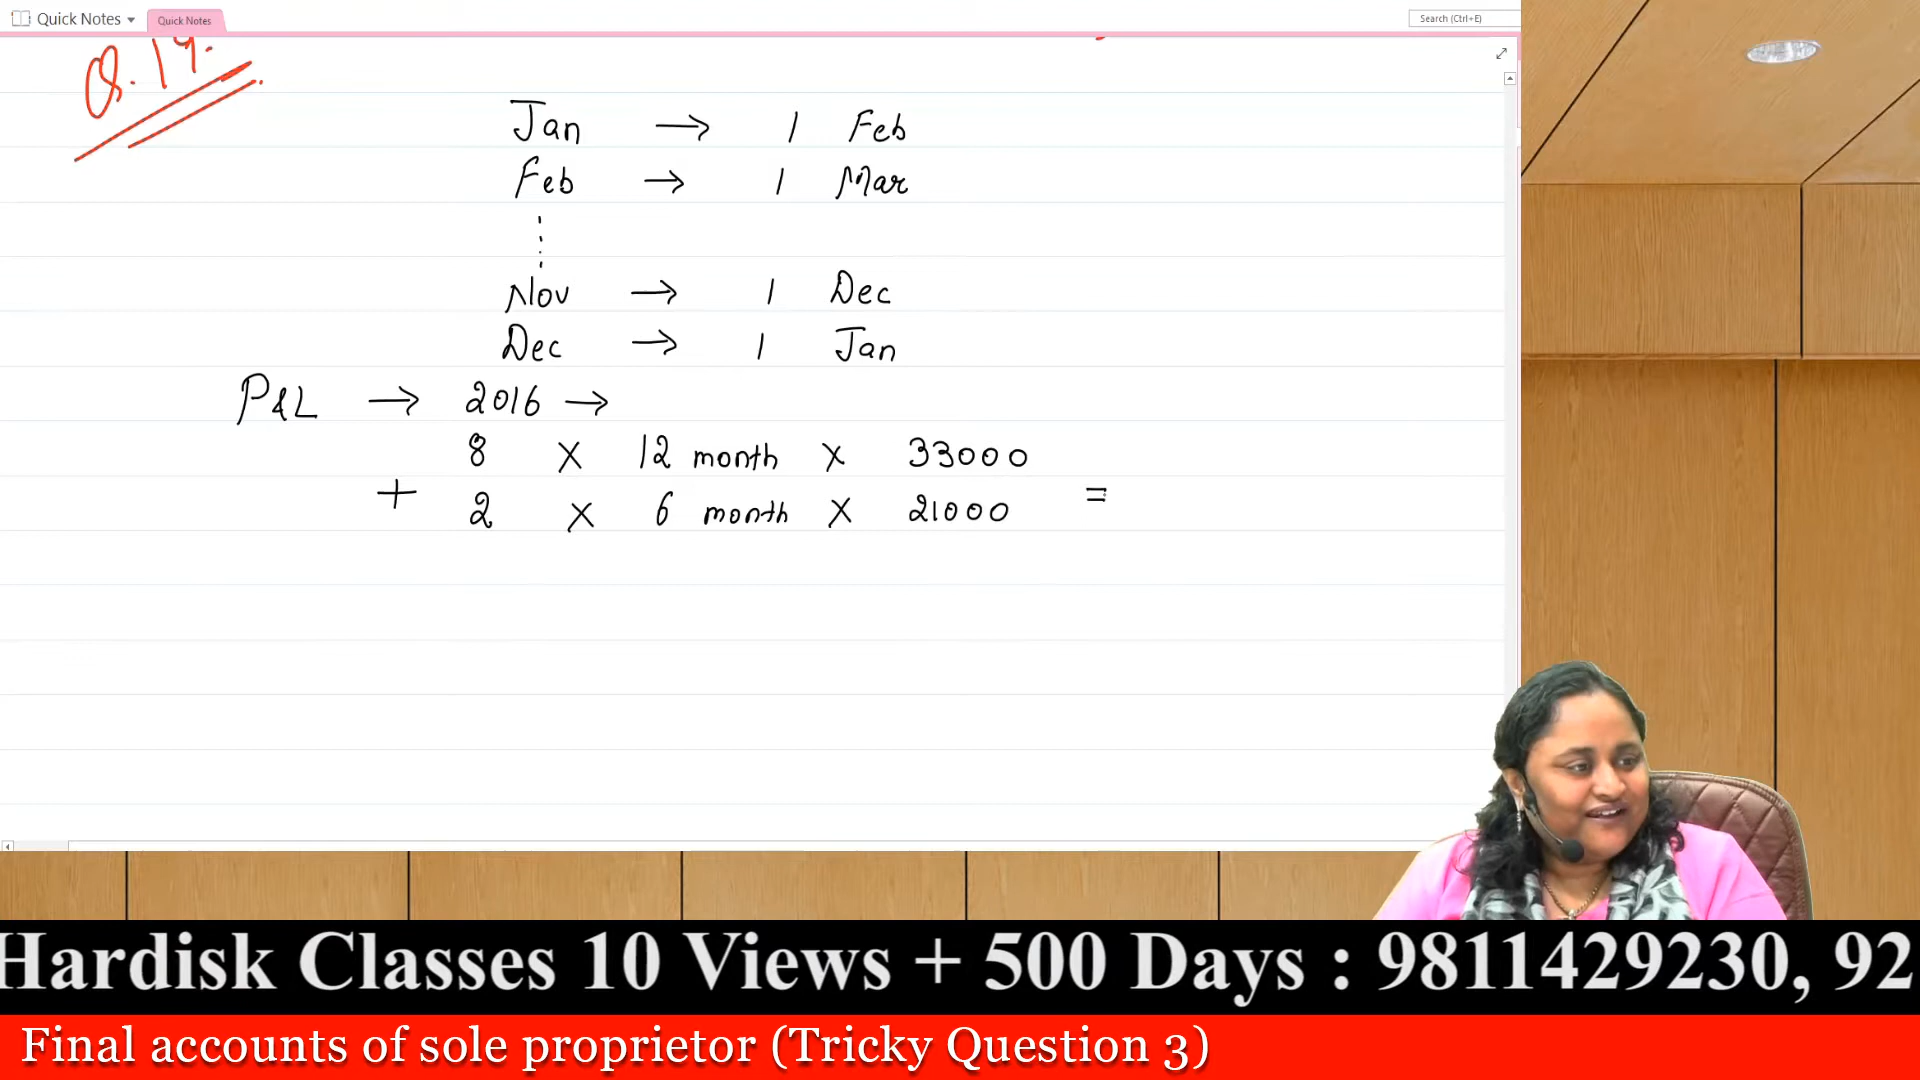 Quick Notes
Quick Notes
Search (Ctrl+E)
Q.19.
Jan → 1 Feb
Feb → 1 Mar
Nov → 1 Dec
Dec → 1 Jan
P&L → 2016 →
8 X 12 month X 33000
+ 2 X 6 month X 21000 =
Hardisk Classes 10 Views + 500 Days : 9811429230, 92
Final accounts of sole proprietor (Tricky Question 3)